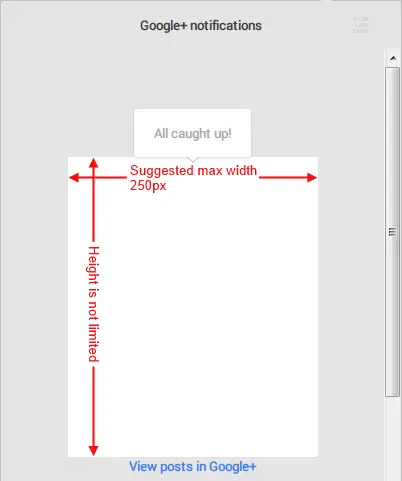 Google+ notifications
All caught up!
Suggested max width
250px
Height is not limited
View posts in Google+